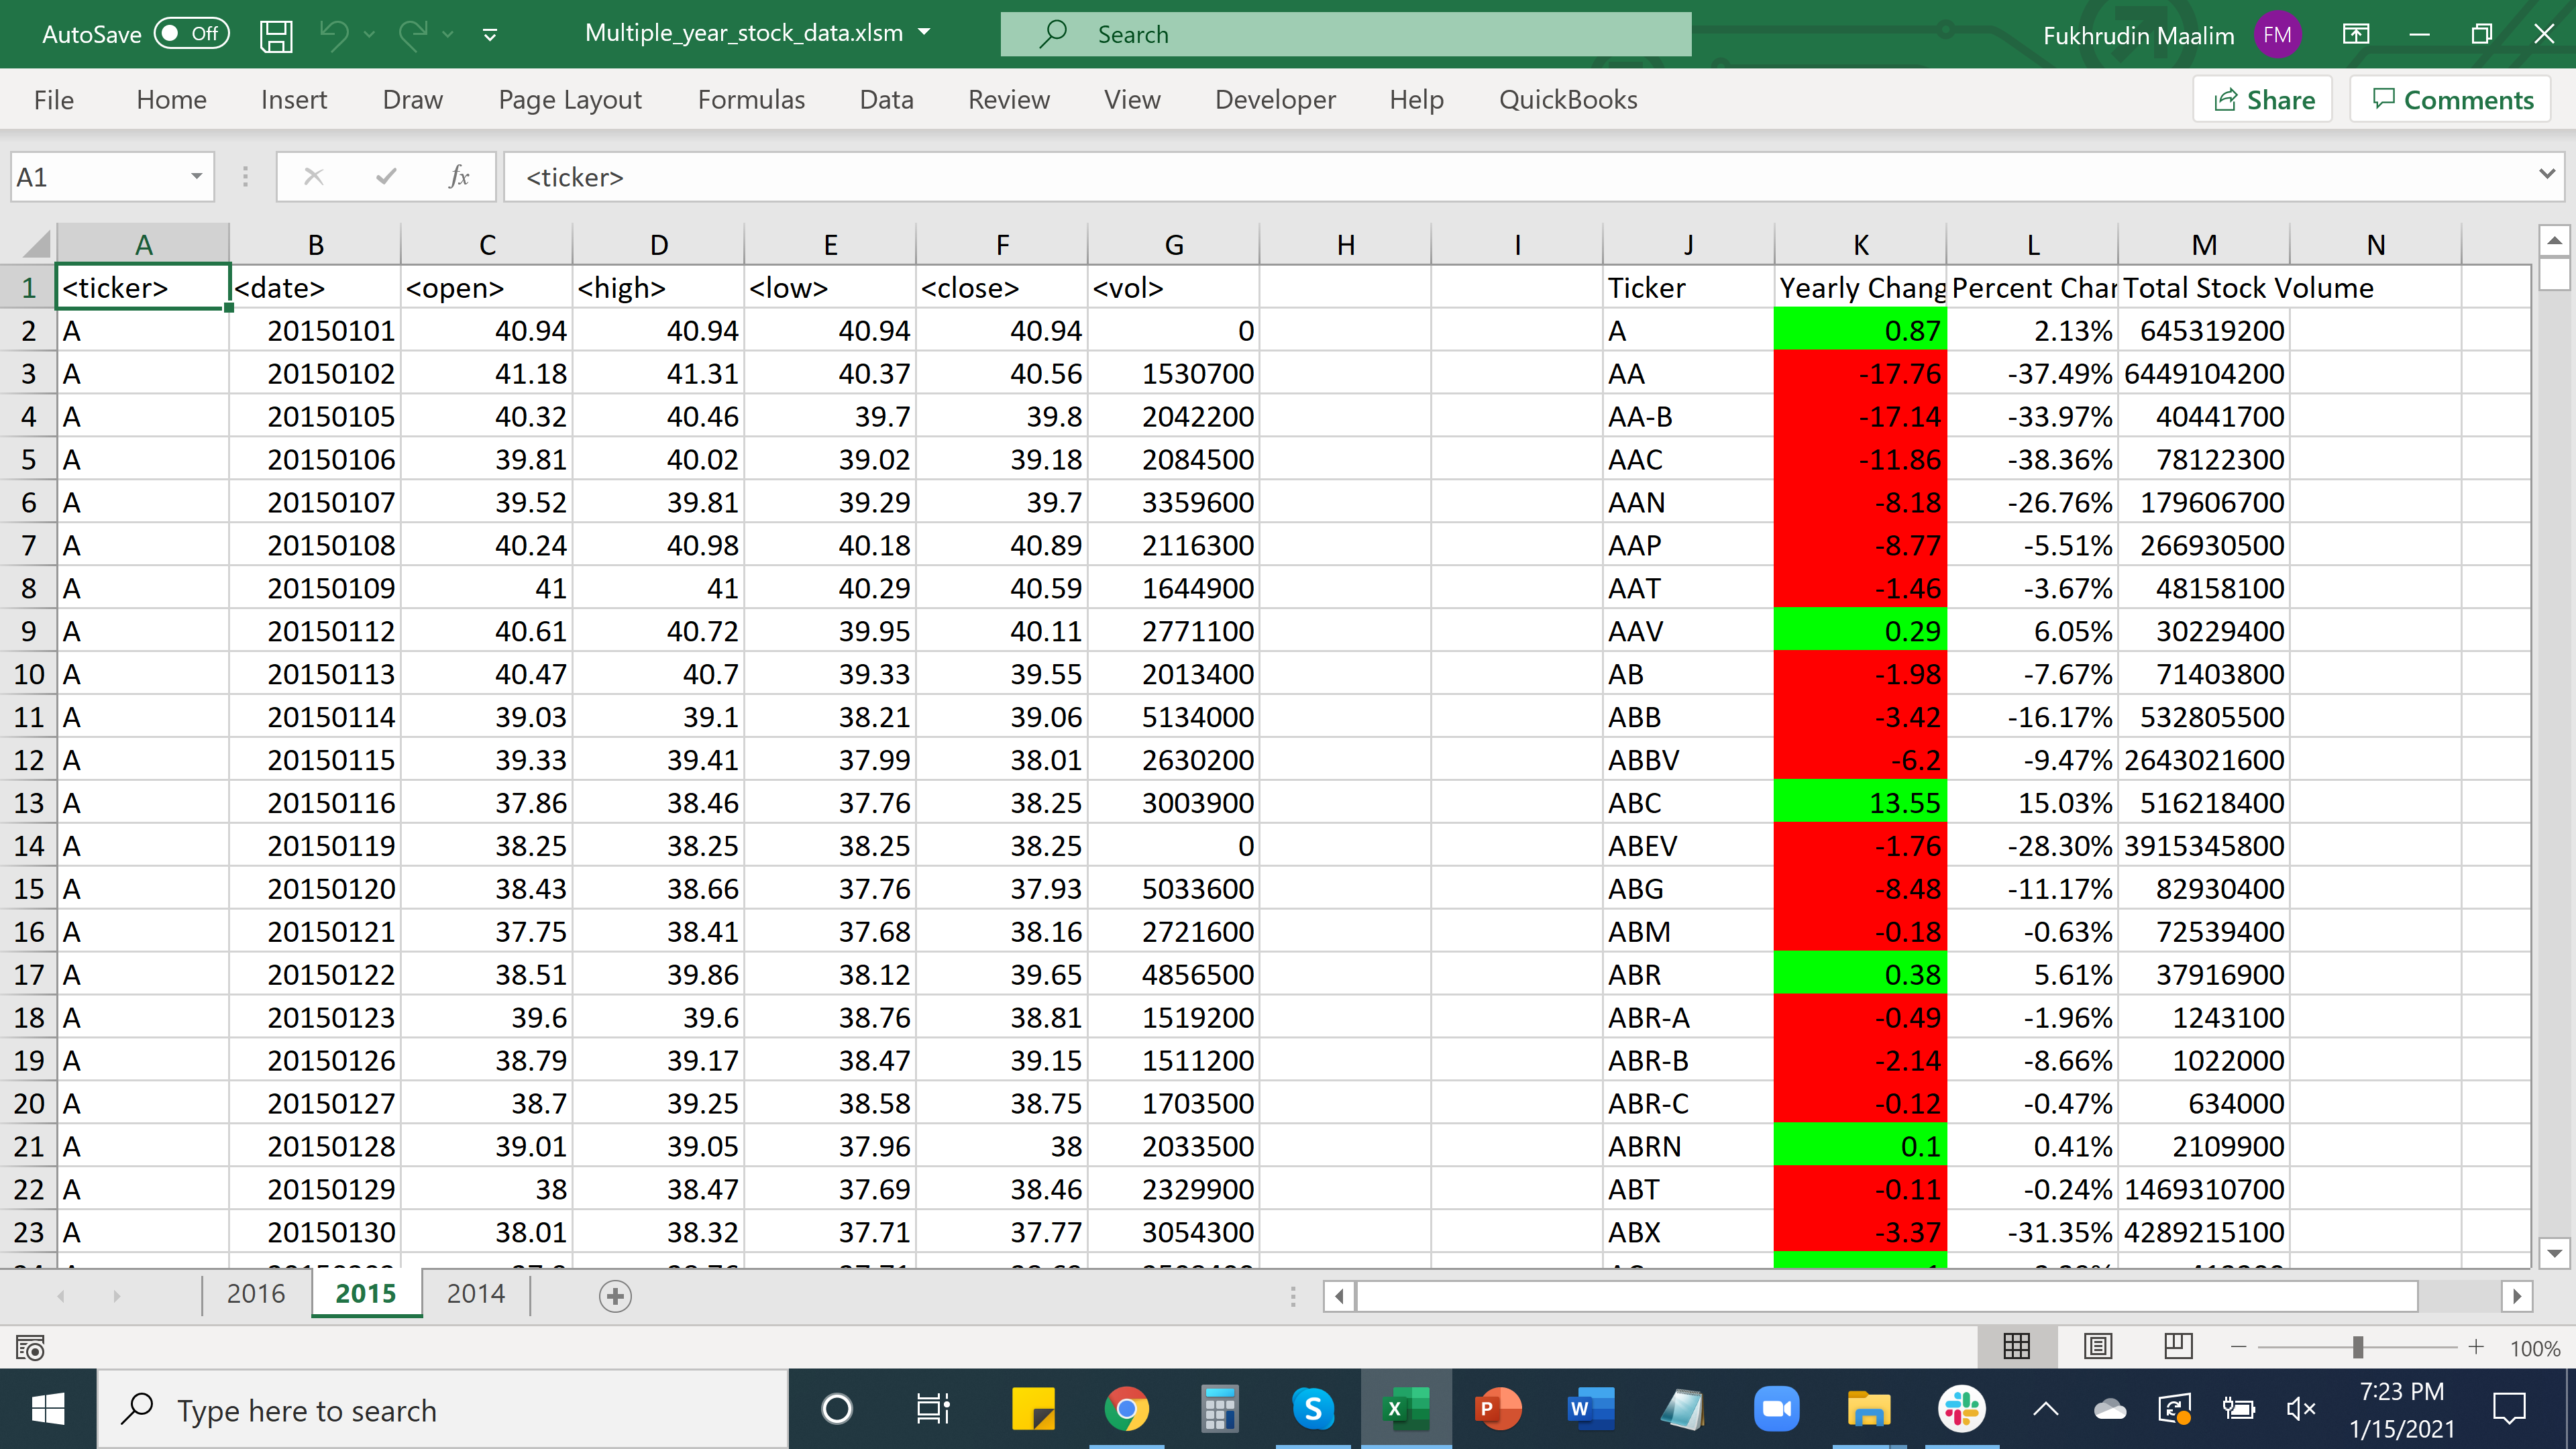 AutoSave Off Multiple_year_stock_data.xlsm Search Fukhrudin Maalim FM
File Home Insert Draw Page Layout Formulas Data Review View Developer Help QuickBooks Share Comments
A1 fx <ticker>
A B C D E F G H I J K L M N
1 <ticker> <date> <open> <high> <low> <close> <vol> Ticker Yearly Chang Percent Char Total Stock Volume
2 A 20150101 40.94 40.94 40.94 40.94 0 A 0.87 2.13% 645319200
3 A 20150102 41.18 41.31 40.37 40.56 1530700 AA -17.76 -37.49% 6449104200
4 A 20150105 40.32 40.46 39.7 39.8 2042200 AA-B -17.14 -33.97% 40441700
5 A 20150106 39.81 40.02 39.02 39.18 2084500 AAC -11.86 -38.36% 78122300
6 A 20150107 39.52 39.81 39.29 39.7 3359600 AAN -8.18 -26.76% 179606700
7 A 20150108 40.24 40.98 40.18 40.89 2116300 AAP -8.77 -5.51% 266930500
8 A 20150109 41 41 40.29 40.59 1644900 AAT -1.46 -3.67% 48158100
9 A 20150112 40.61 40.72 39.95 40.11 2771100 AAV 0.29 6.05% 30229400
10 A 20150113 40.47 40.7 39.33 39.55 2013400 AB -1.98 -7.67% 71403800
11 A 20150114 39.03 39.1 38.21 39.06 5134000 ABB -3.42 -16.17% 532805500
12 A 20150115 39.33 39.41 37.99 38.01 2630200 ABBV -6.2 -9.47% 2643021600
13 A 20150116 37.86 38.46 37.76 38.25 3003900 ABC 13.55 15.03% 516218400
14 A 20150119 38.25 38.25 38.25 38.25 0 ABEV -1.76 -28.30% 3915345800
15 A 20150120 38.43 38.66 37.76 37.93 5033600 ABG -8.48 -11.17% 82930400
16 A 20150121 37.75 38.41 37.68 38.16 2721600 ABM -0.18 -0.63% 72539400
17 A 20150122 38.51 39.86 38.12 39.65 4856500 ABR 0.38 5.61% 37916900
18 A 20150123 39.6 39.6 38.76 38.81 1519200 ABR-A -0.49 -1.96% 1243100
19 A 20150126 38.79 39.17 38.47 39.15 1511200 ABR-B -2.14 -8.66% 1022000
20 A 20150127 38.7 39.25 38.58 38.75 1703500 ABR-C -0.12 -0.47% 634000
21 A 20150128 39.01 39.05 37.96 38 2033500 ABRN 0.1 0.41% 2109900
22 A 20150129 38 38.47 37.69 38.46 2329900 ABT -0.11 -0.24% 1469310700
23 A 20150130 38.01 38.32 37.71 37.77 3054300 ABX -3.37 -31.35% 4289215100
2016 2015 2014
100%
Type here to search 7:23 PM
1/15/2021